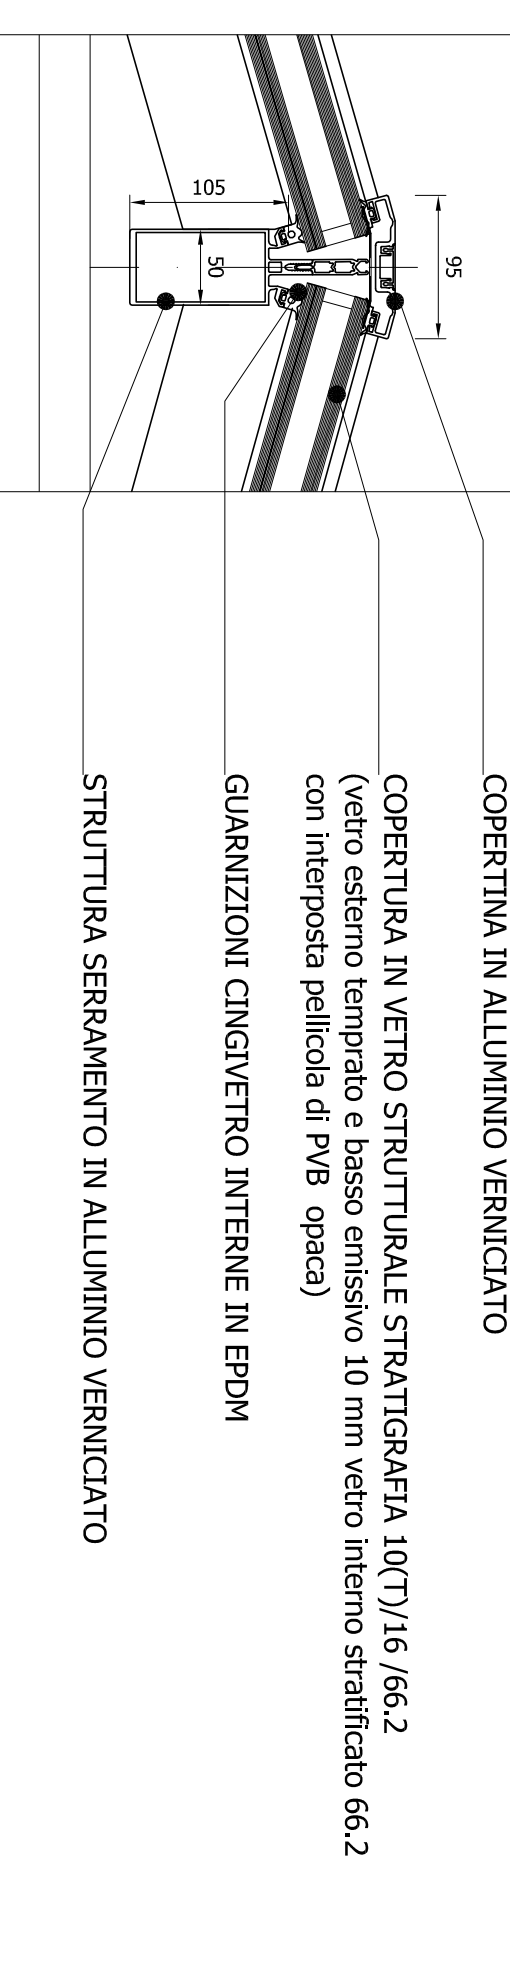 95
50
105
COPERTINA IN ALLUMINIO VERNICIATO
COPERTURA IN VETRO STRUTTURALE STRATIGRAFIA 10(T)/16 /66.2
(vetro esterno temprato e basso emissivo 10 mm vetro interno stratificato 66.2
con interposta pellicola di PVB opaca)
GUARNIZIONI CINGIVETRO INTERNE IN EPDM
STRUTTURA SERRAMENTO IN ALLUMINIO VERNICIATO